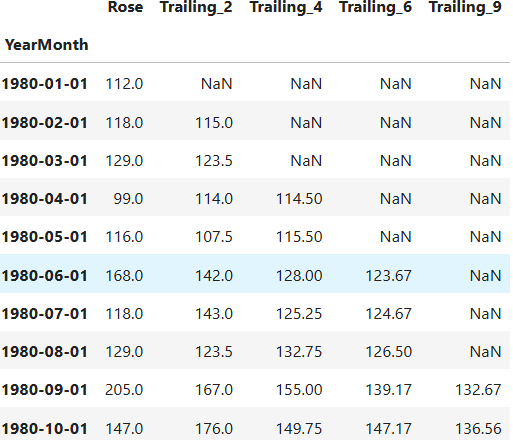 Rose Trailing_2 Trailing_4 Trailing_6 Trailing_9
YearMonth
1980-01-01 112.0 NaN NaN NaN NaN
1980-02-01 118.0 115.0 NaN NaN NaN
1980-03-01 129.0 123.5 NaN NaN NaN
1980-04-01 99.0 114.0 114.50 NaN NaN
1980-05-01 116.0 107.5 115.50 NaN NaN
1980-06-01 168.0 142.0 128.00 123.67 NaN
1980-07-01 118.0 143.0 125.25 124.67 NaN
1980-08-01 129.0 123.5 132.75 126.50 NaN
1980-09-01 205.0 167.0 155.00 139.17 132.67
1980-10-01 147.0 176.0 149.75 147.17 136.56